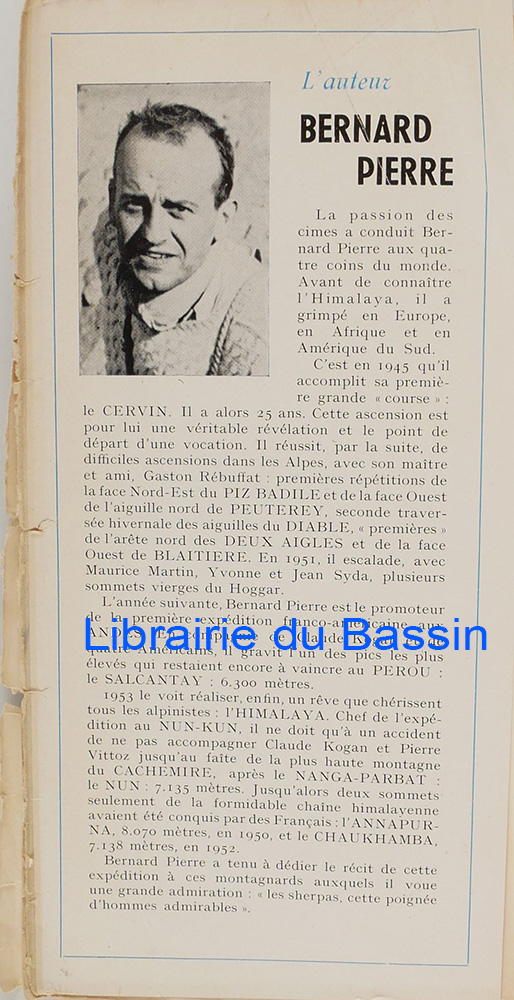 L'auteur
BERNARD
PIERRE
La passion des
cimes a conduit Ber-
nard Pierre aux qua-
tre coins du monde.
Avant de connaître
l'Himalaya, il a
grimpé en Europe,
en Afrique et en
Amérique du Sud.
C'est en 1945 qu'il
accomplit sa premiè-
re grande « course » :
le CERVIN. Il a alors 25 ans. Cette ascension est
pour lui une véritable révélation et le point de
départ d'une vocation. Il réussit, par la suite, de
difficiles ascensions dans les Alpes, avec son maître
et ami, Gaston Rébuffat : premières répétitions de
la face Nord-Est du PIZ BADILE et de la face Ouest
de l'aiguille nord de PEUTEREY, seconde traver-
sée hivernale des aiguilles du DIABLE, « premières »
de l'arête nord des DEUX AIGLES et de la face
Ouest de BLAITIERE. En 1951, il escalade, avec
Maurice Martin, Yvonne et Jean Syda, plusieurs
sommets vierges du Hoggar.
L'année suivante, Bernard Pierre est le promoteur
de la première expédition franco-américaine aux
ANDES. En compagnie de Claude Kogan et de
quatre Américains, il gravit l'un des pics les plus
élevés qui restaient encore à vaincre au PEROU :
le SALCANTAY : 6.300 mètres.
Librairie du Bassin
1953 le voit réaliser, enfin, un rêve que chérissent
tous les alpinistes : l'HIMALAYA. Chef de l'expé-
dition au NUN-KUN, il ne doit qu'à un accident
de ne pas accompagner Claude Kogan et Pierre
Vittoz jusqu'au faîte de la plus haute montagne
du CACHEMIRE, après le NANGA-PARBAT :
le NUN : 7.135 mètres. Jusqu'alors deux sommets
seulement de la formidable chaîne himalayenne
avaient été conquis par des Français : l'ANNAPUR-
NA, 8.070 mètres, en 1950, et le CHAUKHAMBA,
7.138 mètres, en 1952.
Bernard Pierre a tenu à dédier le récit de cette
expédition à ces montagnards auxquels il voue
une grande admiration : « les sherpas, cette poignée
d'hommes admirables ».